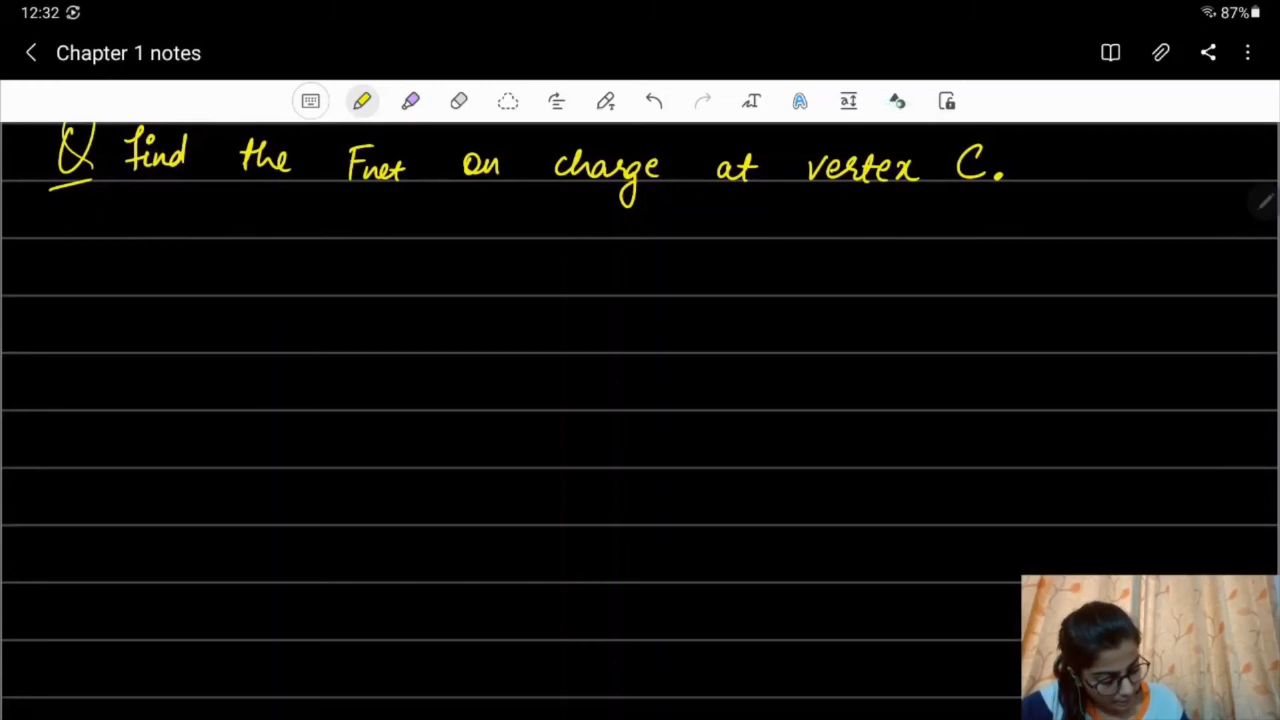 12:32
87%
Chapter 1 notes
Q find the Fnet on charge at vertex C.